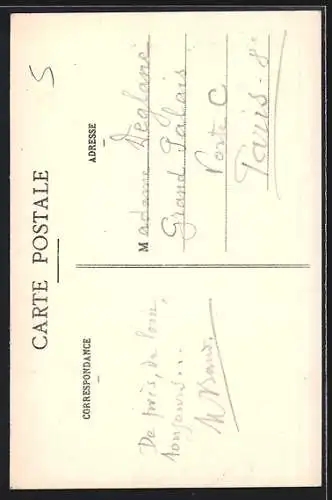 CARTE POSTALE
CORRESPONDANCE
ADRESSE
De près, de loin,
toujours...
Madame Deglane
Grand Palais
Porte C
Paris 8e
5